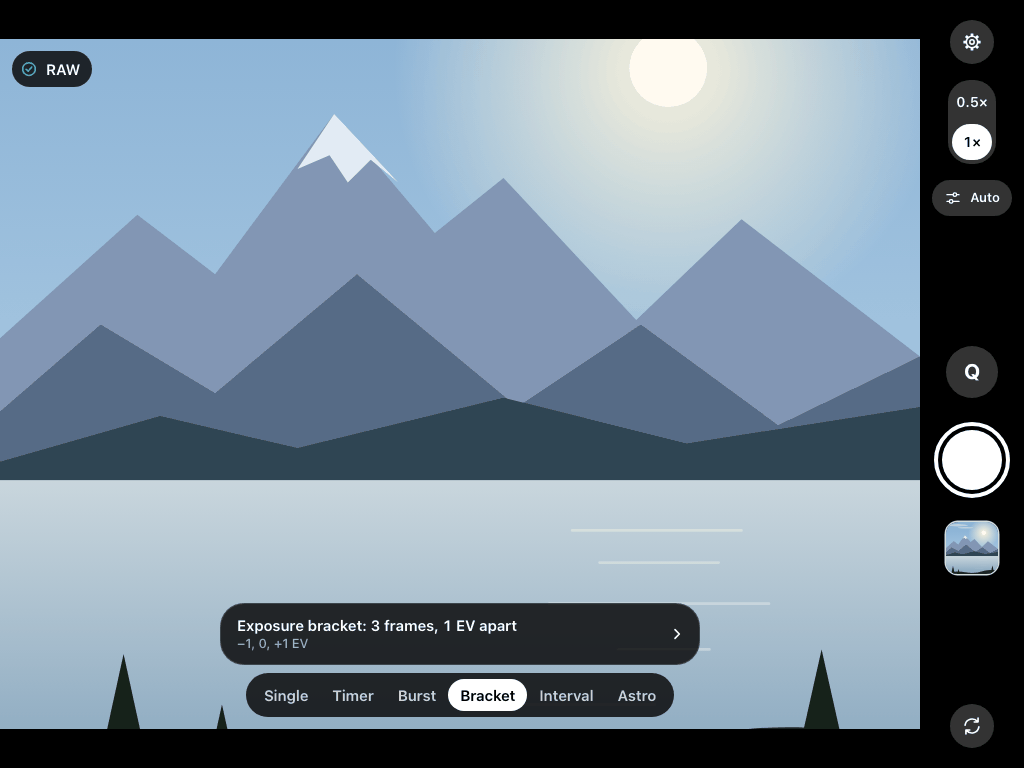 RAW
0.5×
1×
Auto
Q
Exposure bracket: 3 frames, 1 EV apart
−1, 0, +1 EV
Single Timer Burst Bracket Interval Astro